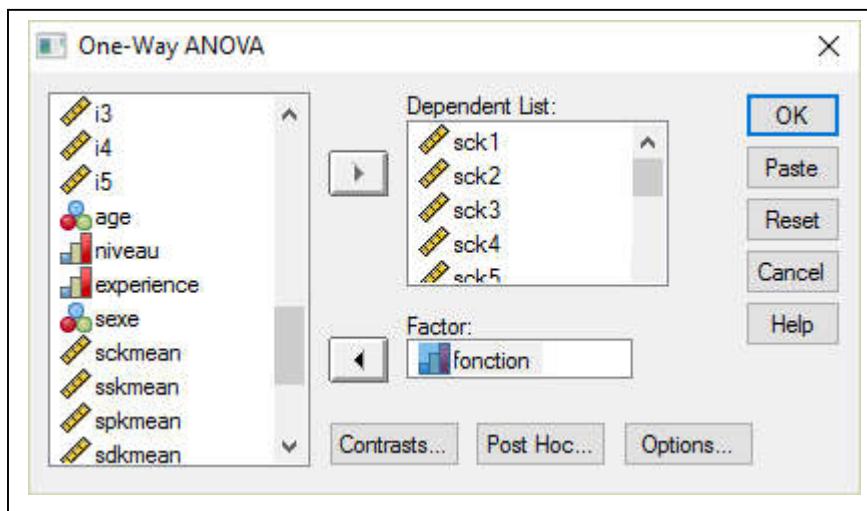 One-Way ANOVA
i3
i4
i5
age
niveau
experience
sexe
sckmean
sskmean
spkmean
sdkmean
Dependent List:
sck1
sck2
sck3
sck4
sck5
Factor:
fonction
Contrasts...
Post Hoc...
Options...
OK
Paste
Reset
Cancel
Help